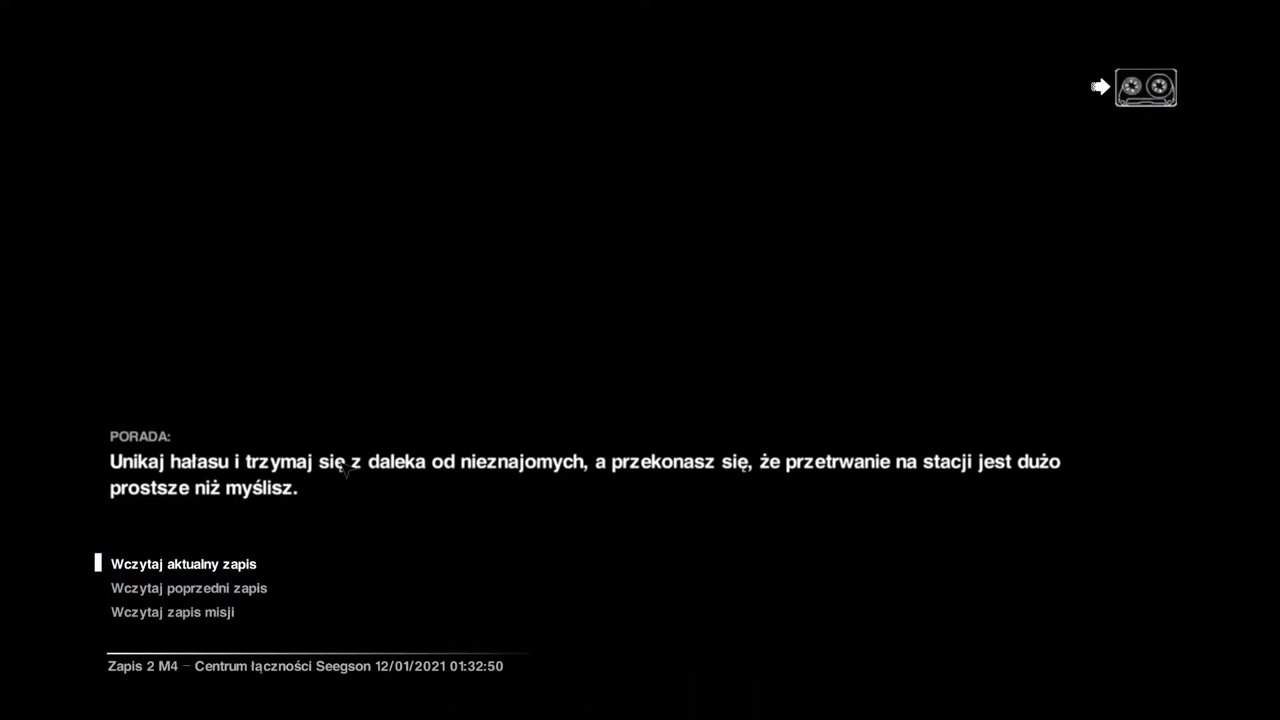 PORADA:
Unikaj hałasu i trzymaj się z daleka od nieznajomych, a przekonasz się, że przetrwanie na stacji jest dużo
prostsze niż myślisz.
Wczytaj aktualny zapis
Wczytaj poprzedni zapis
Wczytaj zapis misji
Zapis 2 M4 – Centrum łączności Seegson 12/01/2021 01:32:50